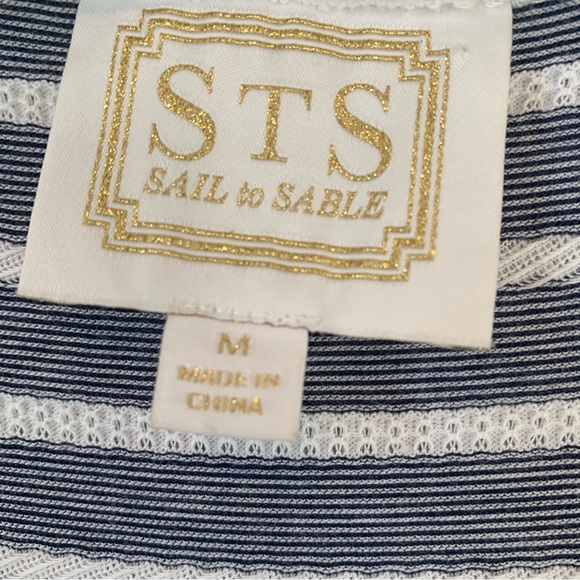 STS
SAIL to SABLE
M
MADE IN
CHINA